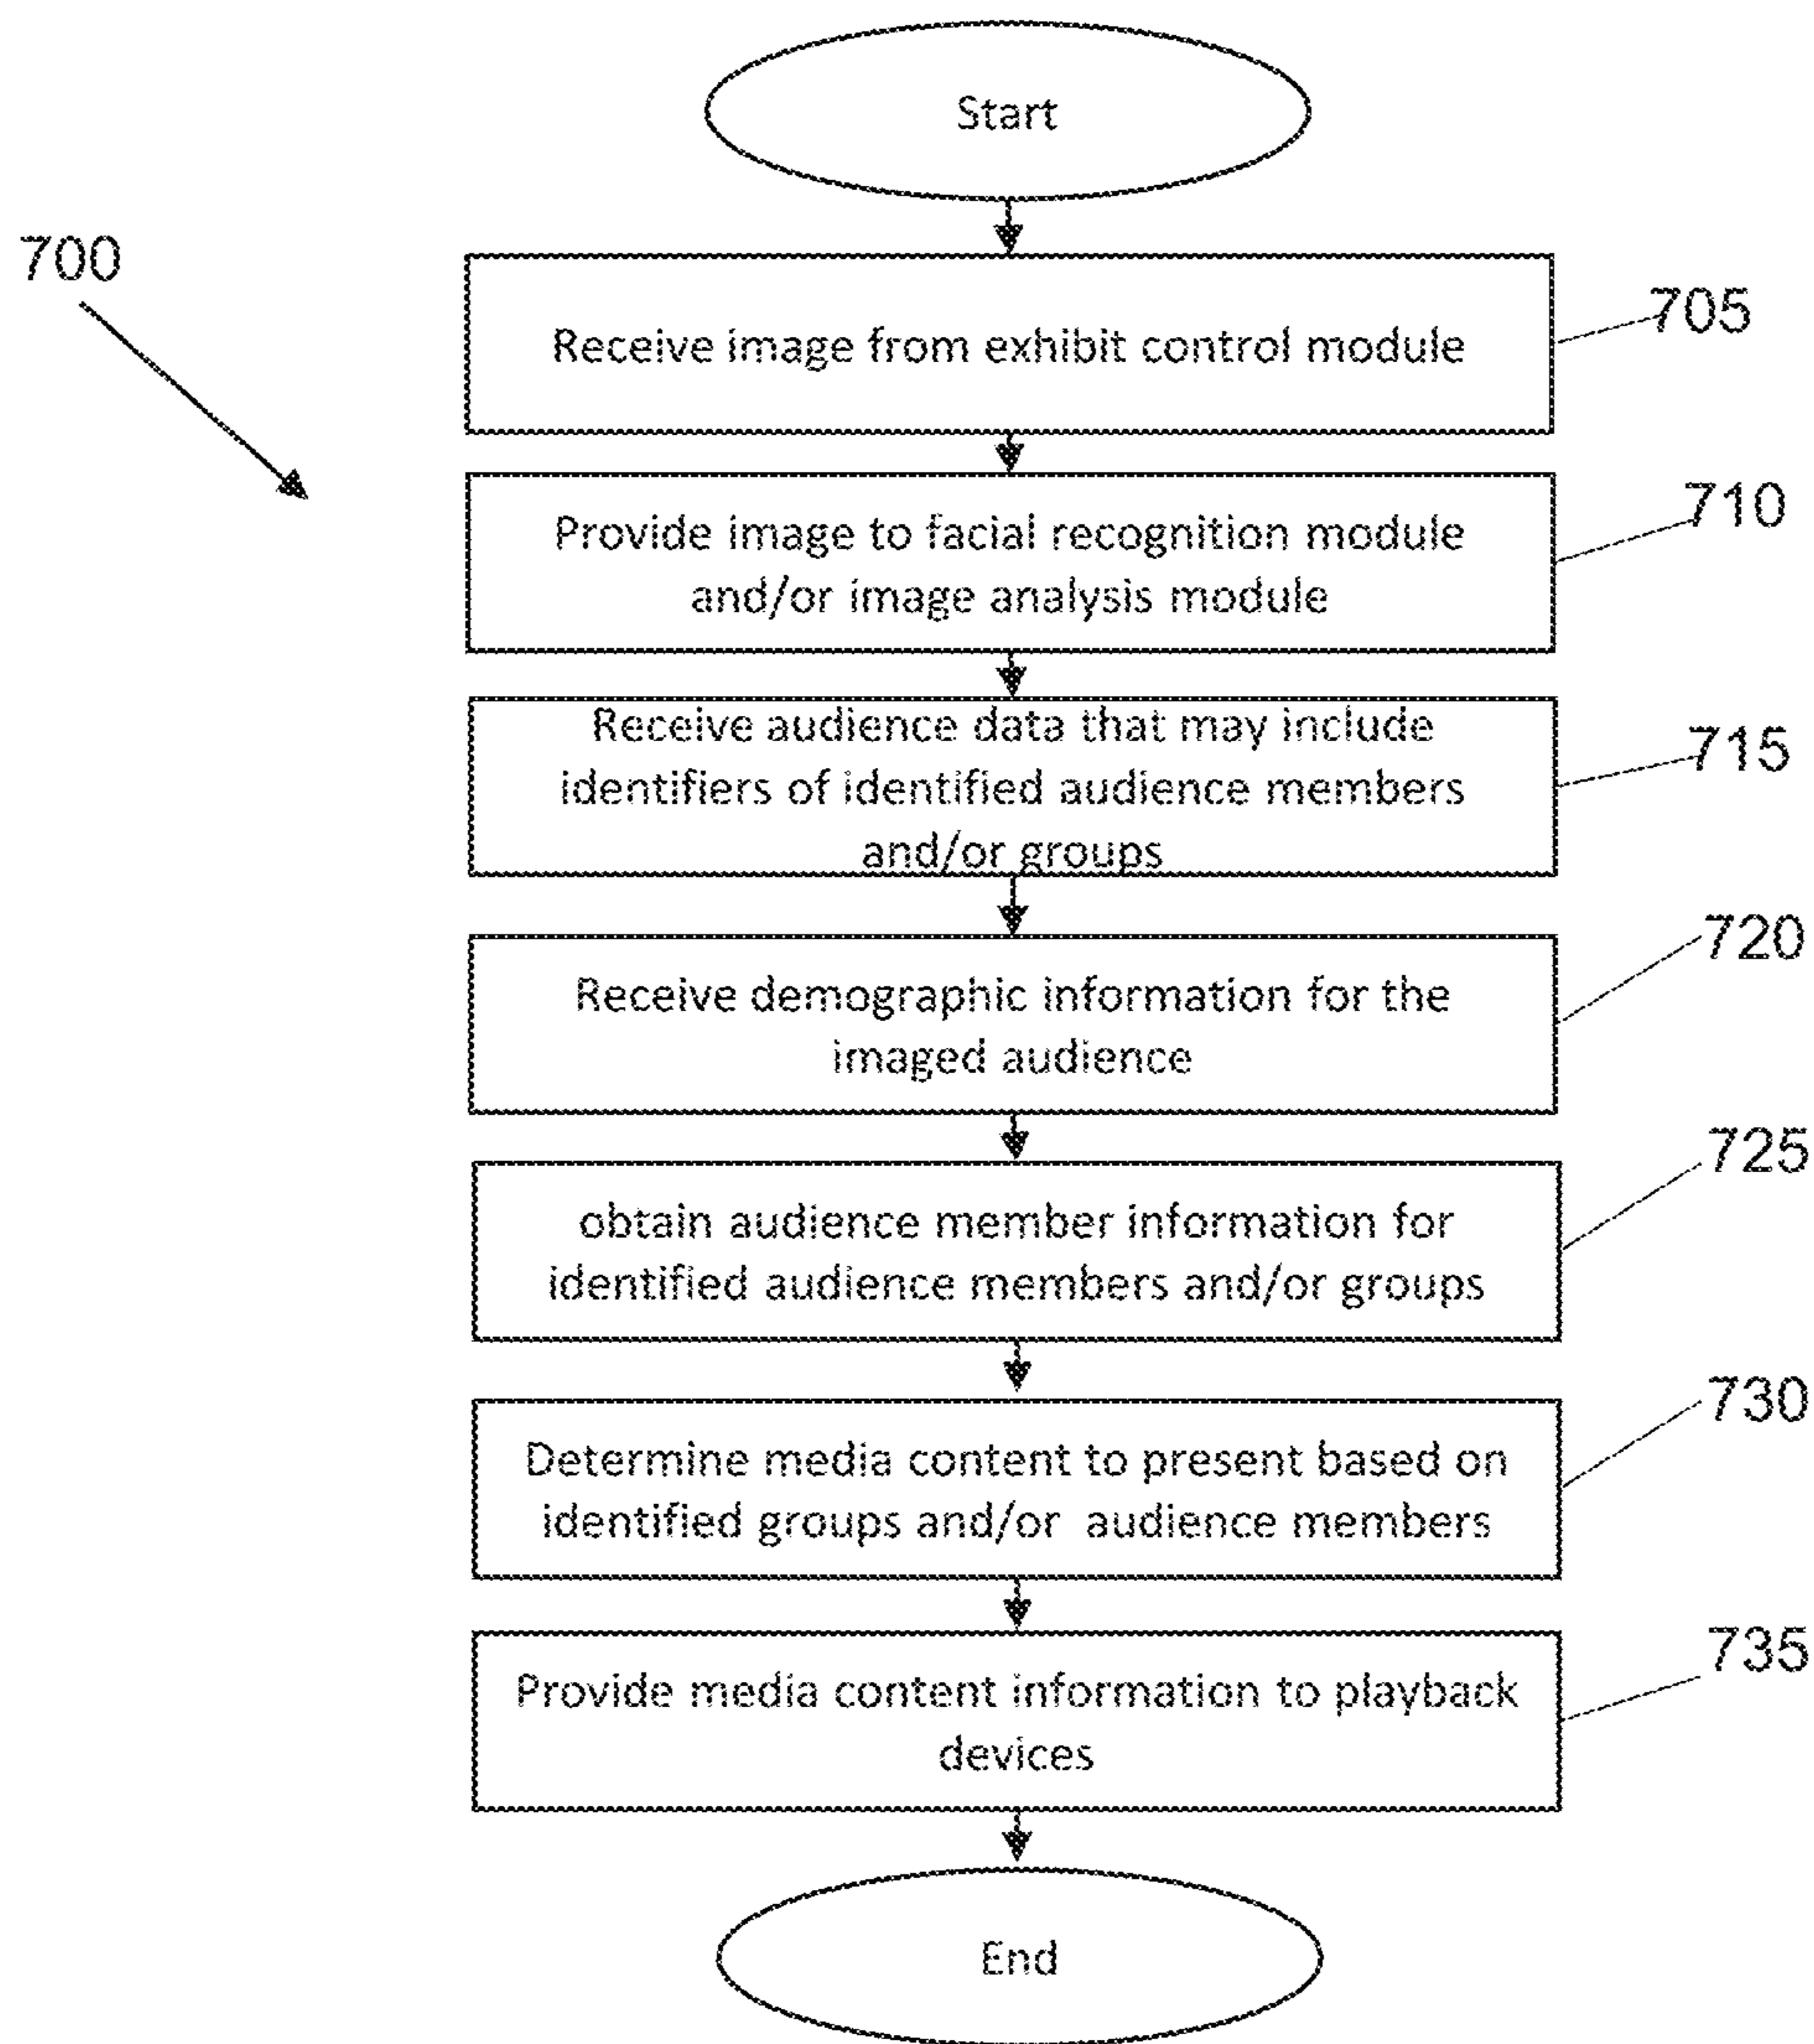 Start
700
Receive image from exhibit control module
705
Provide image to facial recognition module
and/or image analysis module
710
Receive audience data that may include
identifiers of identified audience members
and/or groups
715
Receive demographic information for the
imaged audience
720
obtain audience member information for
identified audience members and/or groups
725
Determine media content to present based on
identified groups and/or audience members
730
Provide media content information to playback
devices
735
End